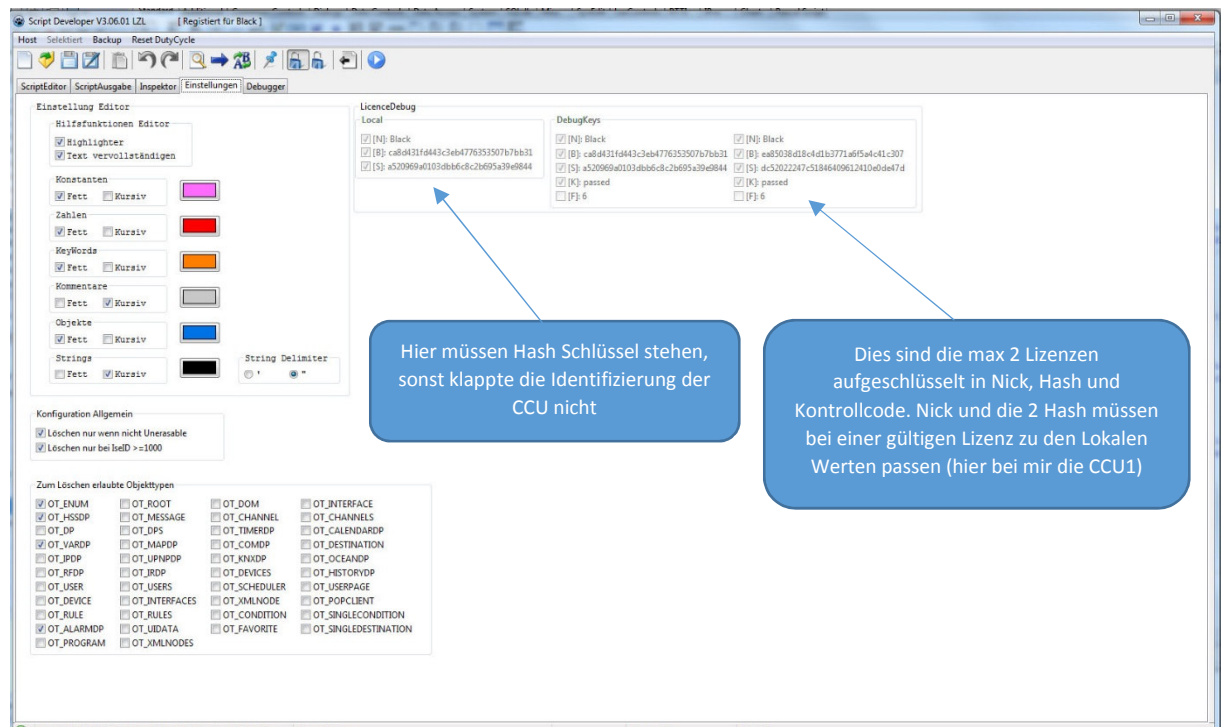 Script Developer V3.06.01 LZL [ Registiert für Black ]
Host Selektiert Backup Reset DutyCycle
ScriptEditor ScriptAusgabe Inspektor Einstellungen Debugger
Einstellung Editor
Hilfsfunktionen Editor
Highlighter
Text vervollständigen
Konstanten
Fett Kursiv
Zahlen
Fett Kursiv
KeyWords
Fett Kursiv
Kommentare
Fett Kursiv
Objekte
Fett Kursiv
Strings
Fett Kursiv
String Delimiter
' "
LicenceDebug
Local
[N]: Black
[B]: ca8d431fd443c3eb4776353507b7bb31
[S]: a520969a0103dbb6c8c2b695a39e9844
DebugKeys
[N]: Black
[B]: ca8d431fd443c3eb4776353507b7bb31
[S]: a520969a0103dbb6c8c2b695a39e9844
[K]: passed
[F]: 6
[N]: Black
[B]: ea85038d18c4d1b3771a6f5a4c41c307
[S]: dc52022247c51846409612410e0de47d
[K]: passed
[F]: 6
Hier müssen Hash Schlüssel stehen,
sonst klappte die Identifizierung der
CCU nicht
Dies sind die max 2 Lizenzen
aufgeschlüsselt in Nick, Hash und
Kontrollcode. Nick und die 2 Hash müssen
bei einer gültigen Lizenz zu den Lokalen
Werten passen (hier bei mir die CCU1)
Konfiguration Allgemein
Löschen nur wenn nicht Unerasable
Löschen nur bei IseID >=1000
Zum Löschen erlaubte Objekttypen
OT_ENUM OT_ROOT OT_DOM OT_INTERFACE
OT_HSSDP OT_MESSAGE OT_CHANNEL OT_CHANNELS
OT_DP OT_DPS OT_TIMERDP OT_CALENDARDP
OT_VARDP OT_MAPDP OT_COMDP OT_DESTINATION
OT_IPDP OT_UPNPDP OT_KNXDP OT_OCEANDP
OT_RFDP OT_IRDP OT_DEVICES OT_HISTORYDP
OT_USER OT_USERS OT_SCHEDULER OT_USERPAGE
OT_DEVICE OT_INTERFACES OT_XMLNODE OT_POPCLIENT
OT_RULE OT_RULES OT_CONDITION OT_SINGLECONDITION
OT_ALARMDP OT_UIDATA OT_FAVORITE OT_SINGLEDESTINATION
OT_PROGRAM OT_XMLNODES